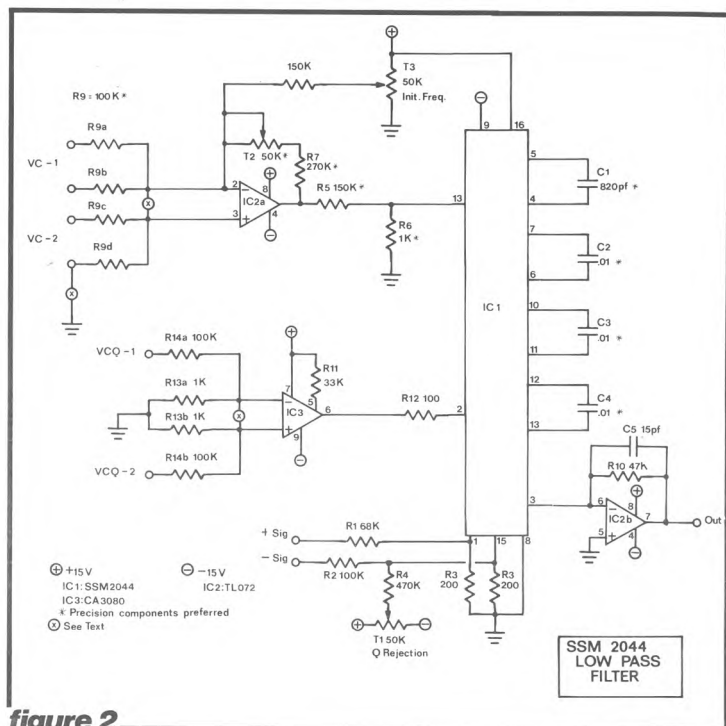 150K
T3
50K
Init. Freq.
R9 = 100K*
R9a
VC-1
R9b
R9c
VC-2
R9d
T2 50K*
R7
270K*
R5 150K*
R6
1K*
2
3
8
4
IC2a
13
9
16
5
C1
820pf *
4
7
C2
.01 *
6
IC1
10
C3
.01 *
11
12
C4
.01 *
13
VCQ-1
R14a 100K
R13a 1K
R13b 1K
VCQ-2
R14b 100K
R11
33K
7
5
6
9
IC3
R12 100
2
C5 15pf
R10 47K
3
6
8
7
5
4
IC2b
Out
+ Sig
R1 68K
1
15
8
− Sig
R2 100K
R4
470K
R3
200
R3
200
T1 50K
Q Rejection
+15V
−15V
IC1: SSM2044
IC2: TL072
IC3: CA3080
* Precision components preferred
ⓧ See Text
SSM 2044
LOW PASS
FILTER
figure 2